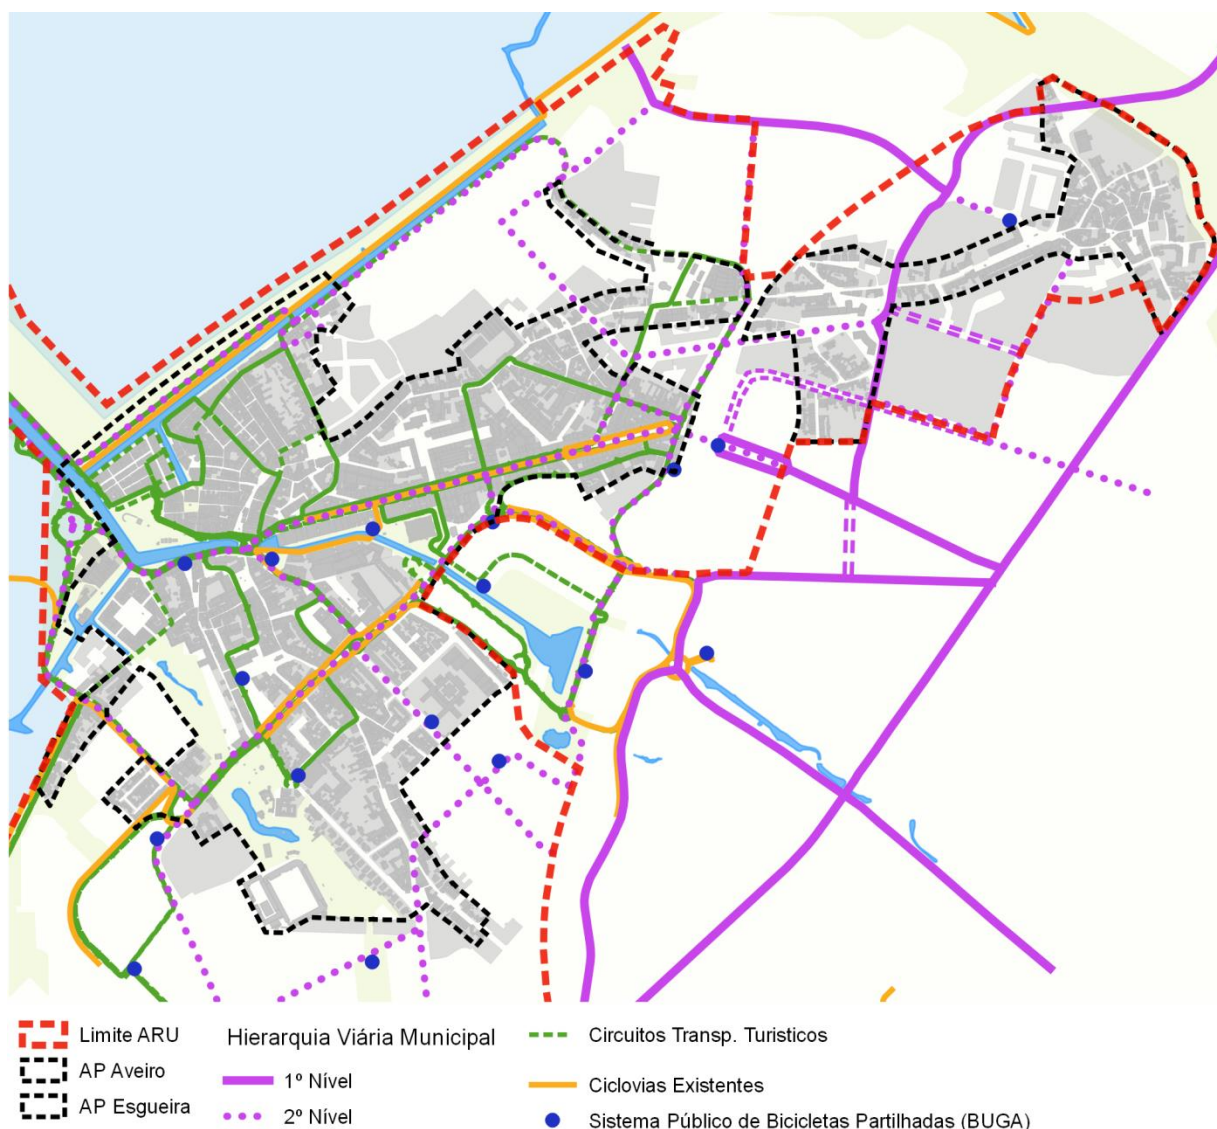 Limite ARU
AP Aveiro
AP Esgueira
Hierarquia Viária Municipal
1º Nível
2º Nível
Circuitos Transp. Turisticos
Ciclovias Existentes
Sistema Público de Bicicletas Partilhadas (BUGA)